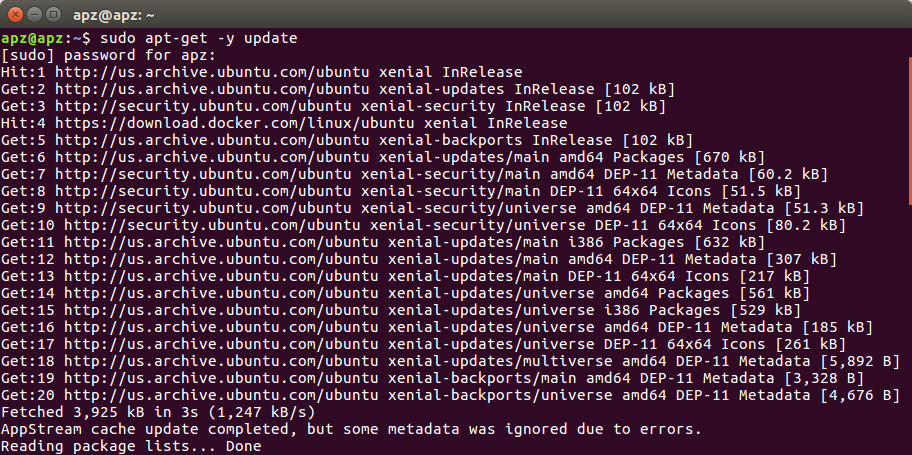 apz@apz: ~
apz@apz:~$ sudo apt-get -y update
[sudo] password for apz:
Hit:1 http://us.archive.ubuntu.com/ubuntu xenial InRelease
Get:2 http://us.archive.ubuntu.com/ubuntu xenial-updates InRelease [102 kB]
Get:3 http://security.ubuntu.com/ubuntu xenial-security InRelease [102 kB]
Hit:4 https://download.docker.com/linux/ubuntu xenial InRelease
Get:5 http://us.archive.ubuntu.com/ubuntu xenial-backports InRelease [102 kB]
Get:6 http://us.archive.ubuntu.com/ubuntu xenial-updates/main amd64 Packages [670 kB]
Get:7 http://security.ubuntu.com/ubuntu xenial-security/main amd64 DEP-11 Metadata [60.2 kB]
Get:8 http://security.ubuntu.com/ubuntu xenial-security/main DEP-11 64x64 Icons [51.5 kB]
Get:9 http://security.ubuntu.com/ubuntu xenial-security/universe amd64 DEP-11 Metadata [51.3 kB]
Get:10 http://security.ubuntu.com/ubuntu xenial-security/universe DEP-11 64x64 Icons [80.2 kB]
Get:11 http://us.archive.ubuntu.com/ubuntu xenial-updates/main i386 Packages [632 kB]
Get:12 http://us.archive.ubuntu.com/ubuntu xenial-updates/main amd64 DEP-11 Metadata [307 kB]
Get:13 http://us.archive.ubuntu.com/ubuntu xenial-updates/main DEP-11 64x64 Icons [217 kB]
Get:14 http://us.archive.ubuntu.com/ubuntu xenial-updates/universe amd64 Packages [561 kB]
Get:15 http://us.archive.ubuntu.com/ubuntu xenial-updates/universe i386 Packages [529 kB]
Get:16 http://us.archive.ubuntu.com/ubuntu xenial-updates/universe amd64 DEP-11 Metadata [185 kB]
Get:17 http://us.archive.ubuntu.com/ubuntu xenial-updates/universe DEP-11 64x64 Icons [261 kB]
Get:18 http://us.archive.ubuntu.com/ubuntu xenial-updates/multiverse amd64 DEP-11 Metadata [5,892 B]
Get:19 http://us.archive.ubuntu.com/ubuntu xenial-backports/main amd64 DEP-11 Metadata [3,328 B]
Get:20 http://us.archive.ubuntu.com/ubuntu xenial-backports/universe amd64 DEP-11 Metadata [4,676 B]
Fetched 3,925 kB in 3s (1,247 kB/s)
AppStream cache update completed, but some metadata was ignored due to errors.
Reading package lists... Done